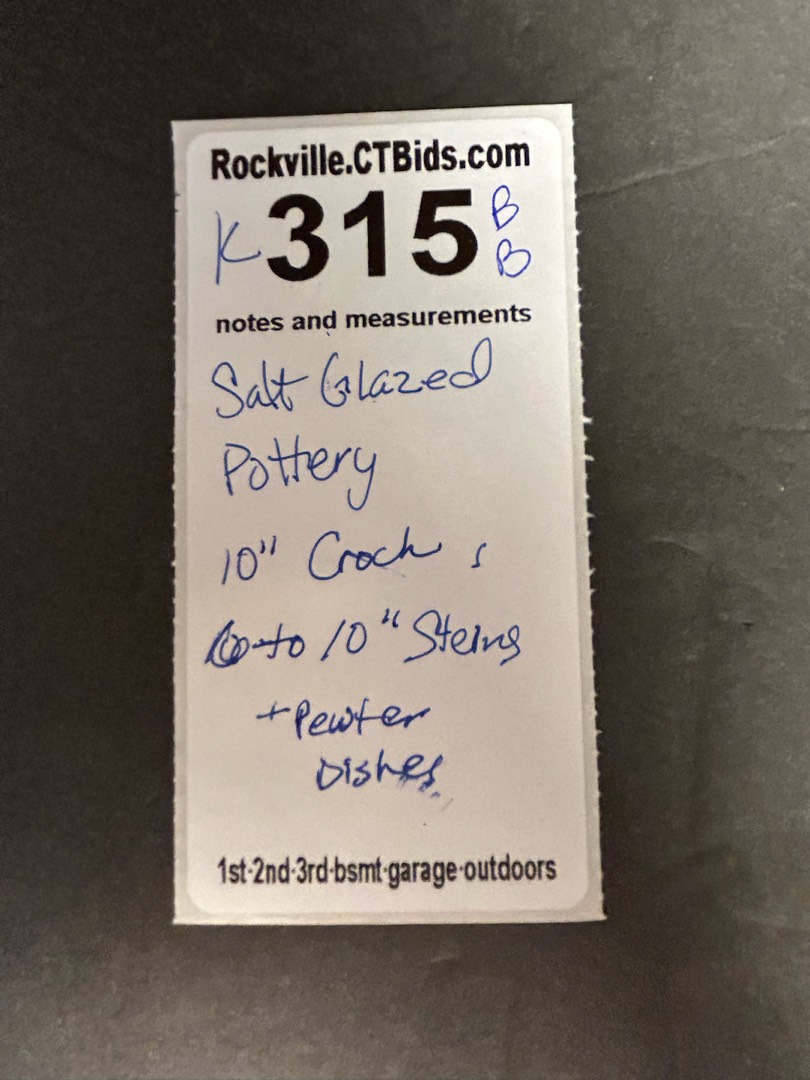 Rockville.CTBids.com
K 315 B B
notes and measurements
Salt Glazed
Pottery
10" Crock,
to 10" Steins
+ Pewter
Dishes
1st·2nd·3rd·bsmt·garage·outdoors